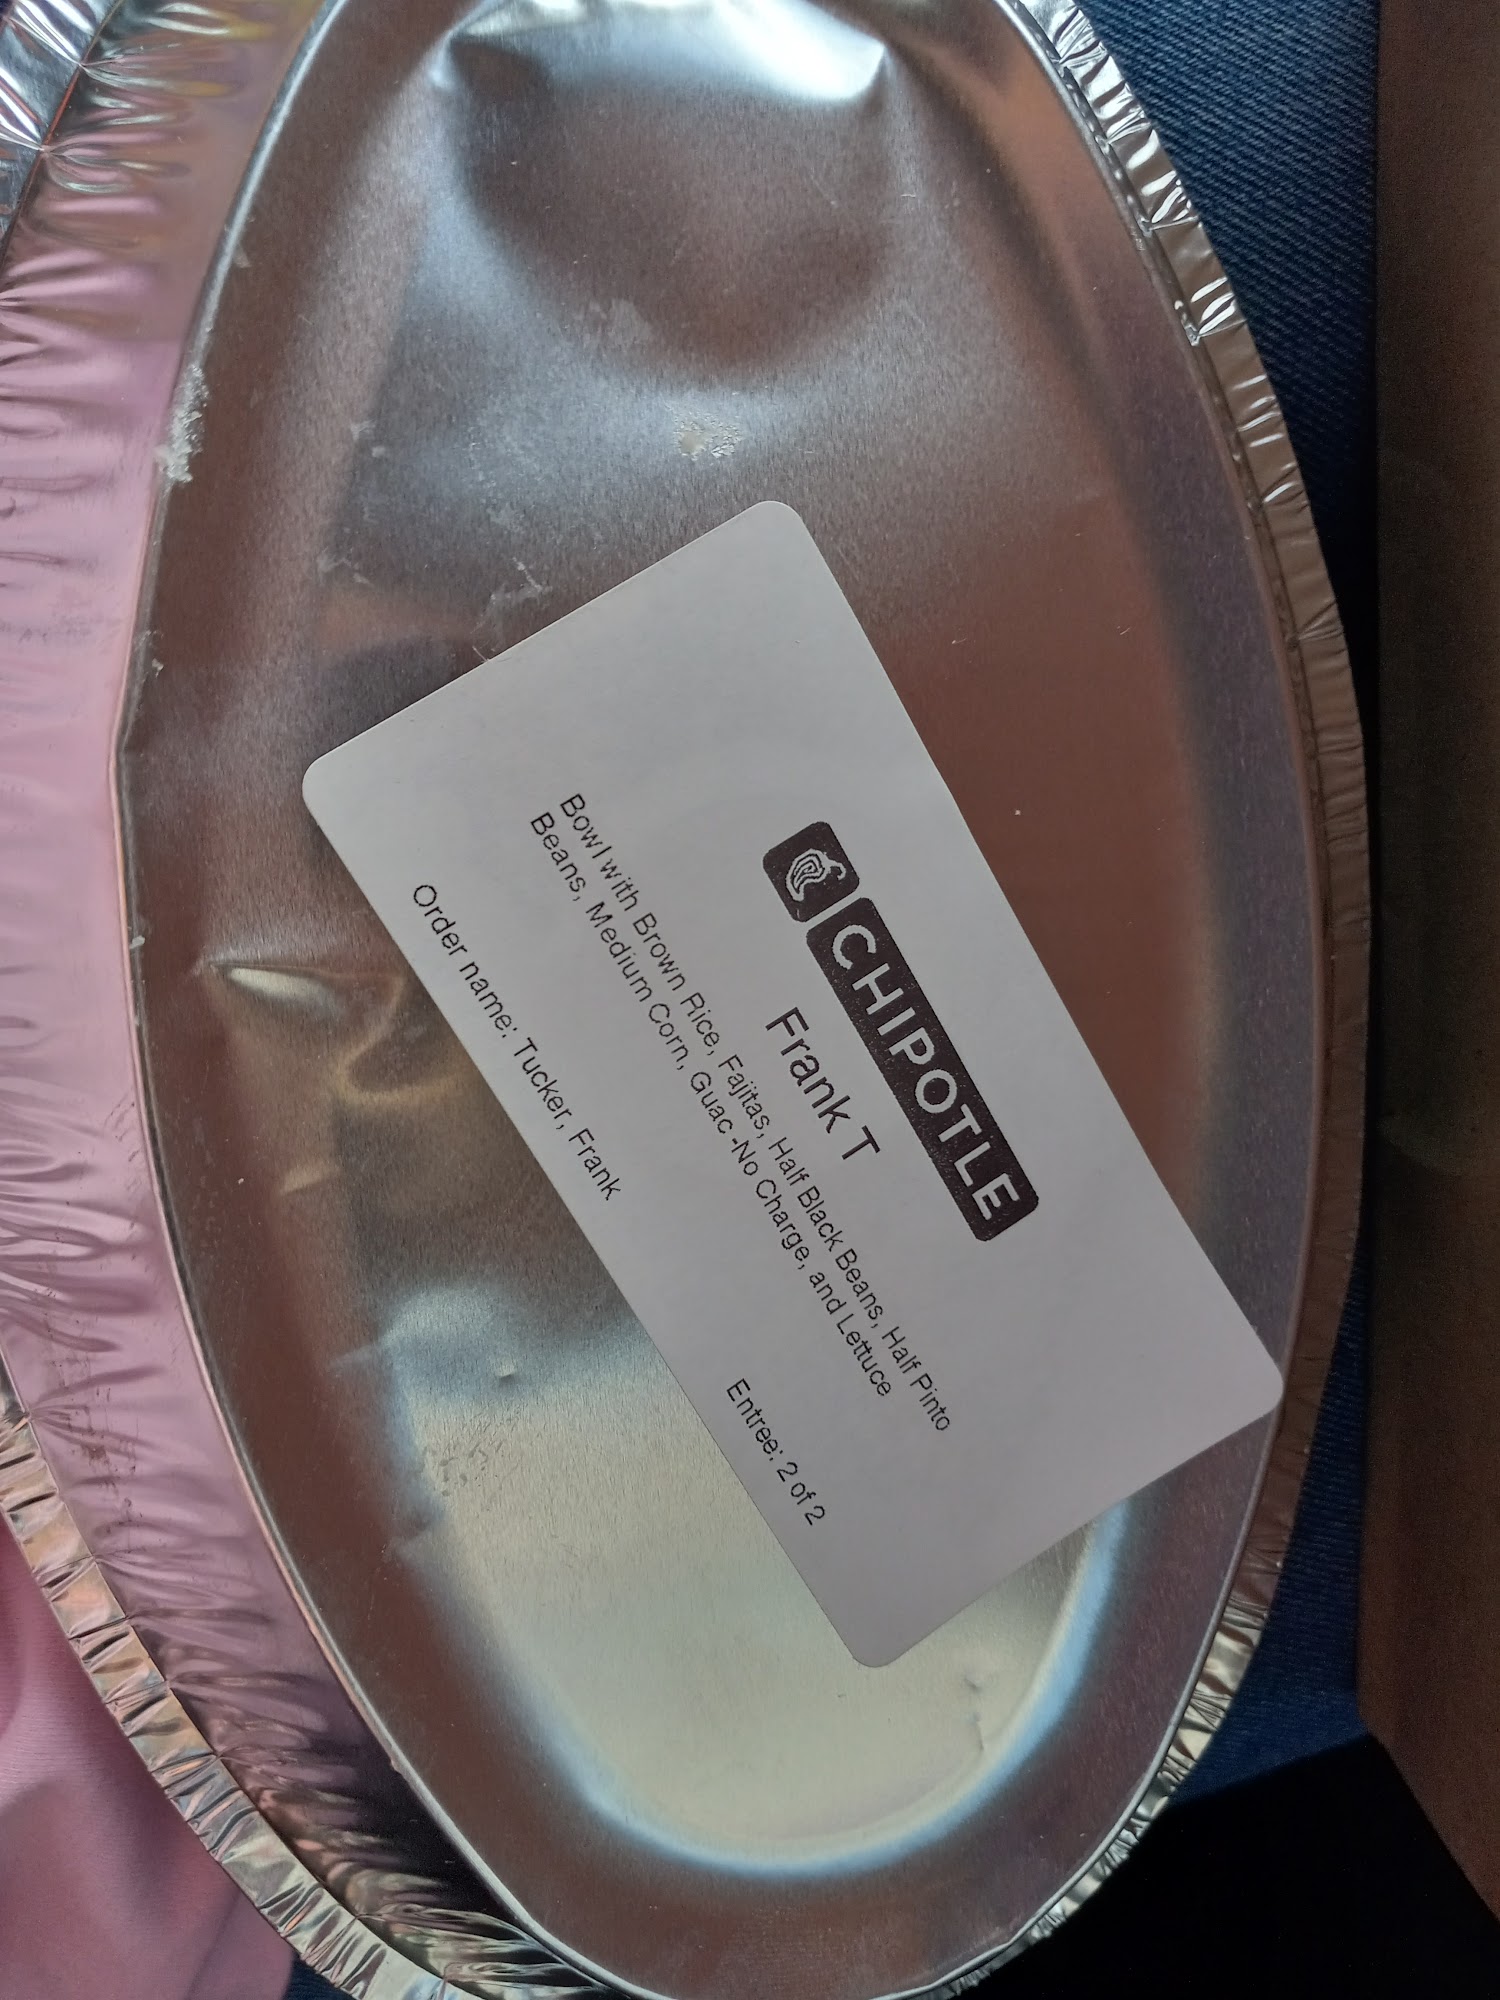 CHIPOTLE
Frank T
Bowl with Brown Rice, Fajitas, Half Black Beans, Half Pinto
Beans, Medium Corn, Guac -No Charge, and Lettuce
Order name: Tucker, Frank
Entree: 2 of 2